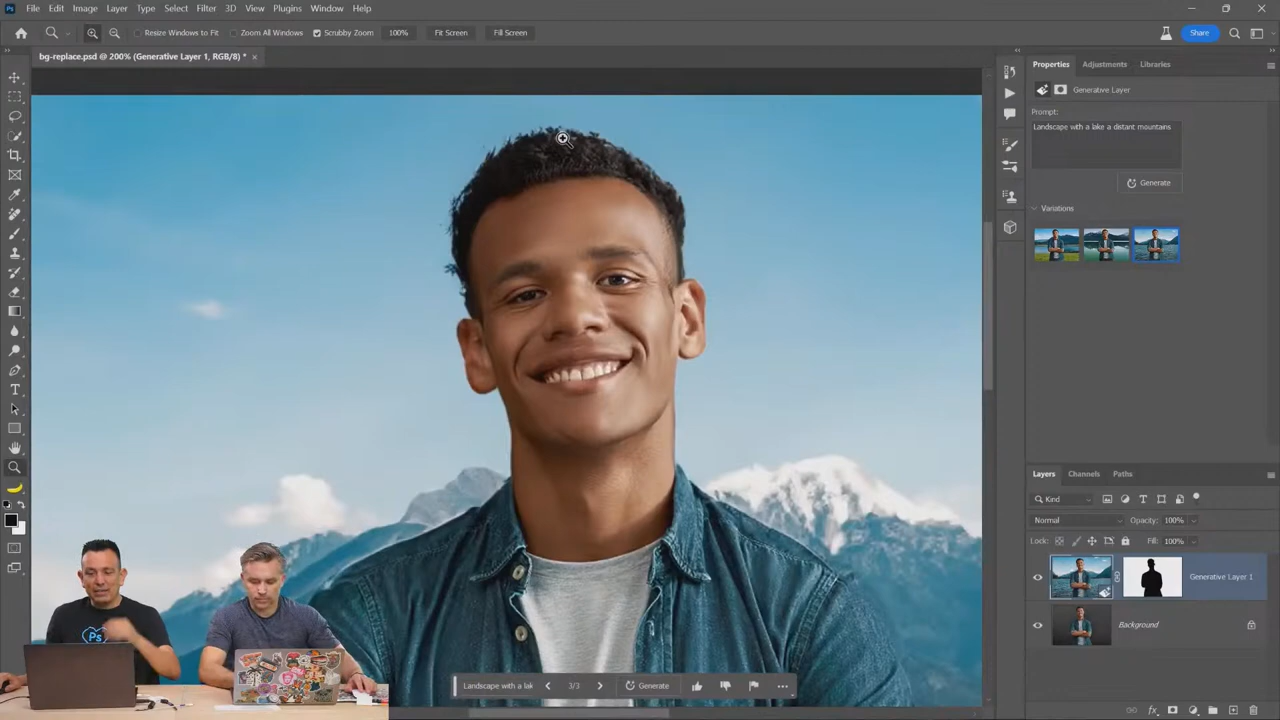 Ps File Edit Image Layer Type Select Filter 3D View Plugins Window Help
Resize Windows to Fit Zoom All Windows Scrubby Zoom 100% Fit Screen Fill Screen Share
bg-replace.psd @ 200% (Generative Layer 1, RGB/8) * ×
Properties Adjustments Libraries
Generative Layer
Prompt:
Landscape with a lake a distant mountains
Generate
Variations
Layers Channels Paths
Kind
Normal Opacity: 100%
Lock: Fill: 100%
Generative Layer 1
Background
Ps
Landscape with a lak 3/3 Generate